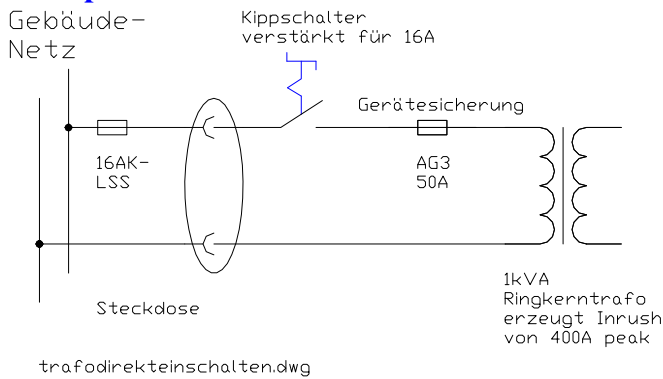 Gebäude-
Netz
Kippschalter
verstärkt für 16A
Gerätesicherung
16AK-
LSS
AG3
50A
Steckdose
1kVA
Ringkerntrafo
erzeugt Inrush
von 400A peak
trafodirekteinschalten.dwg